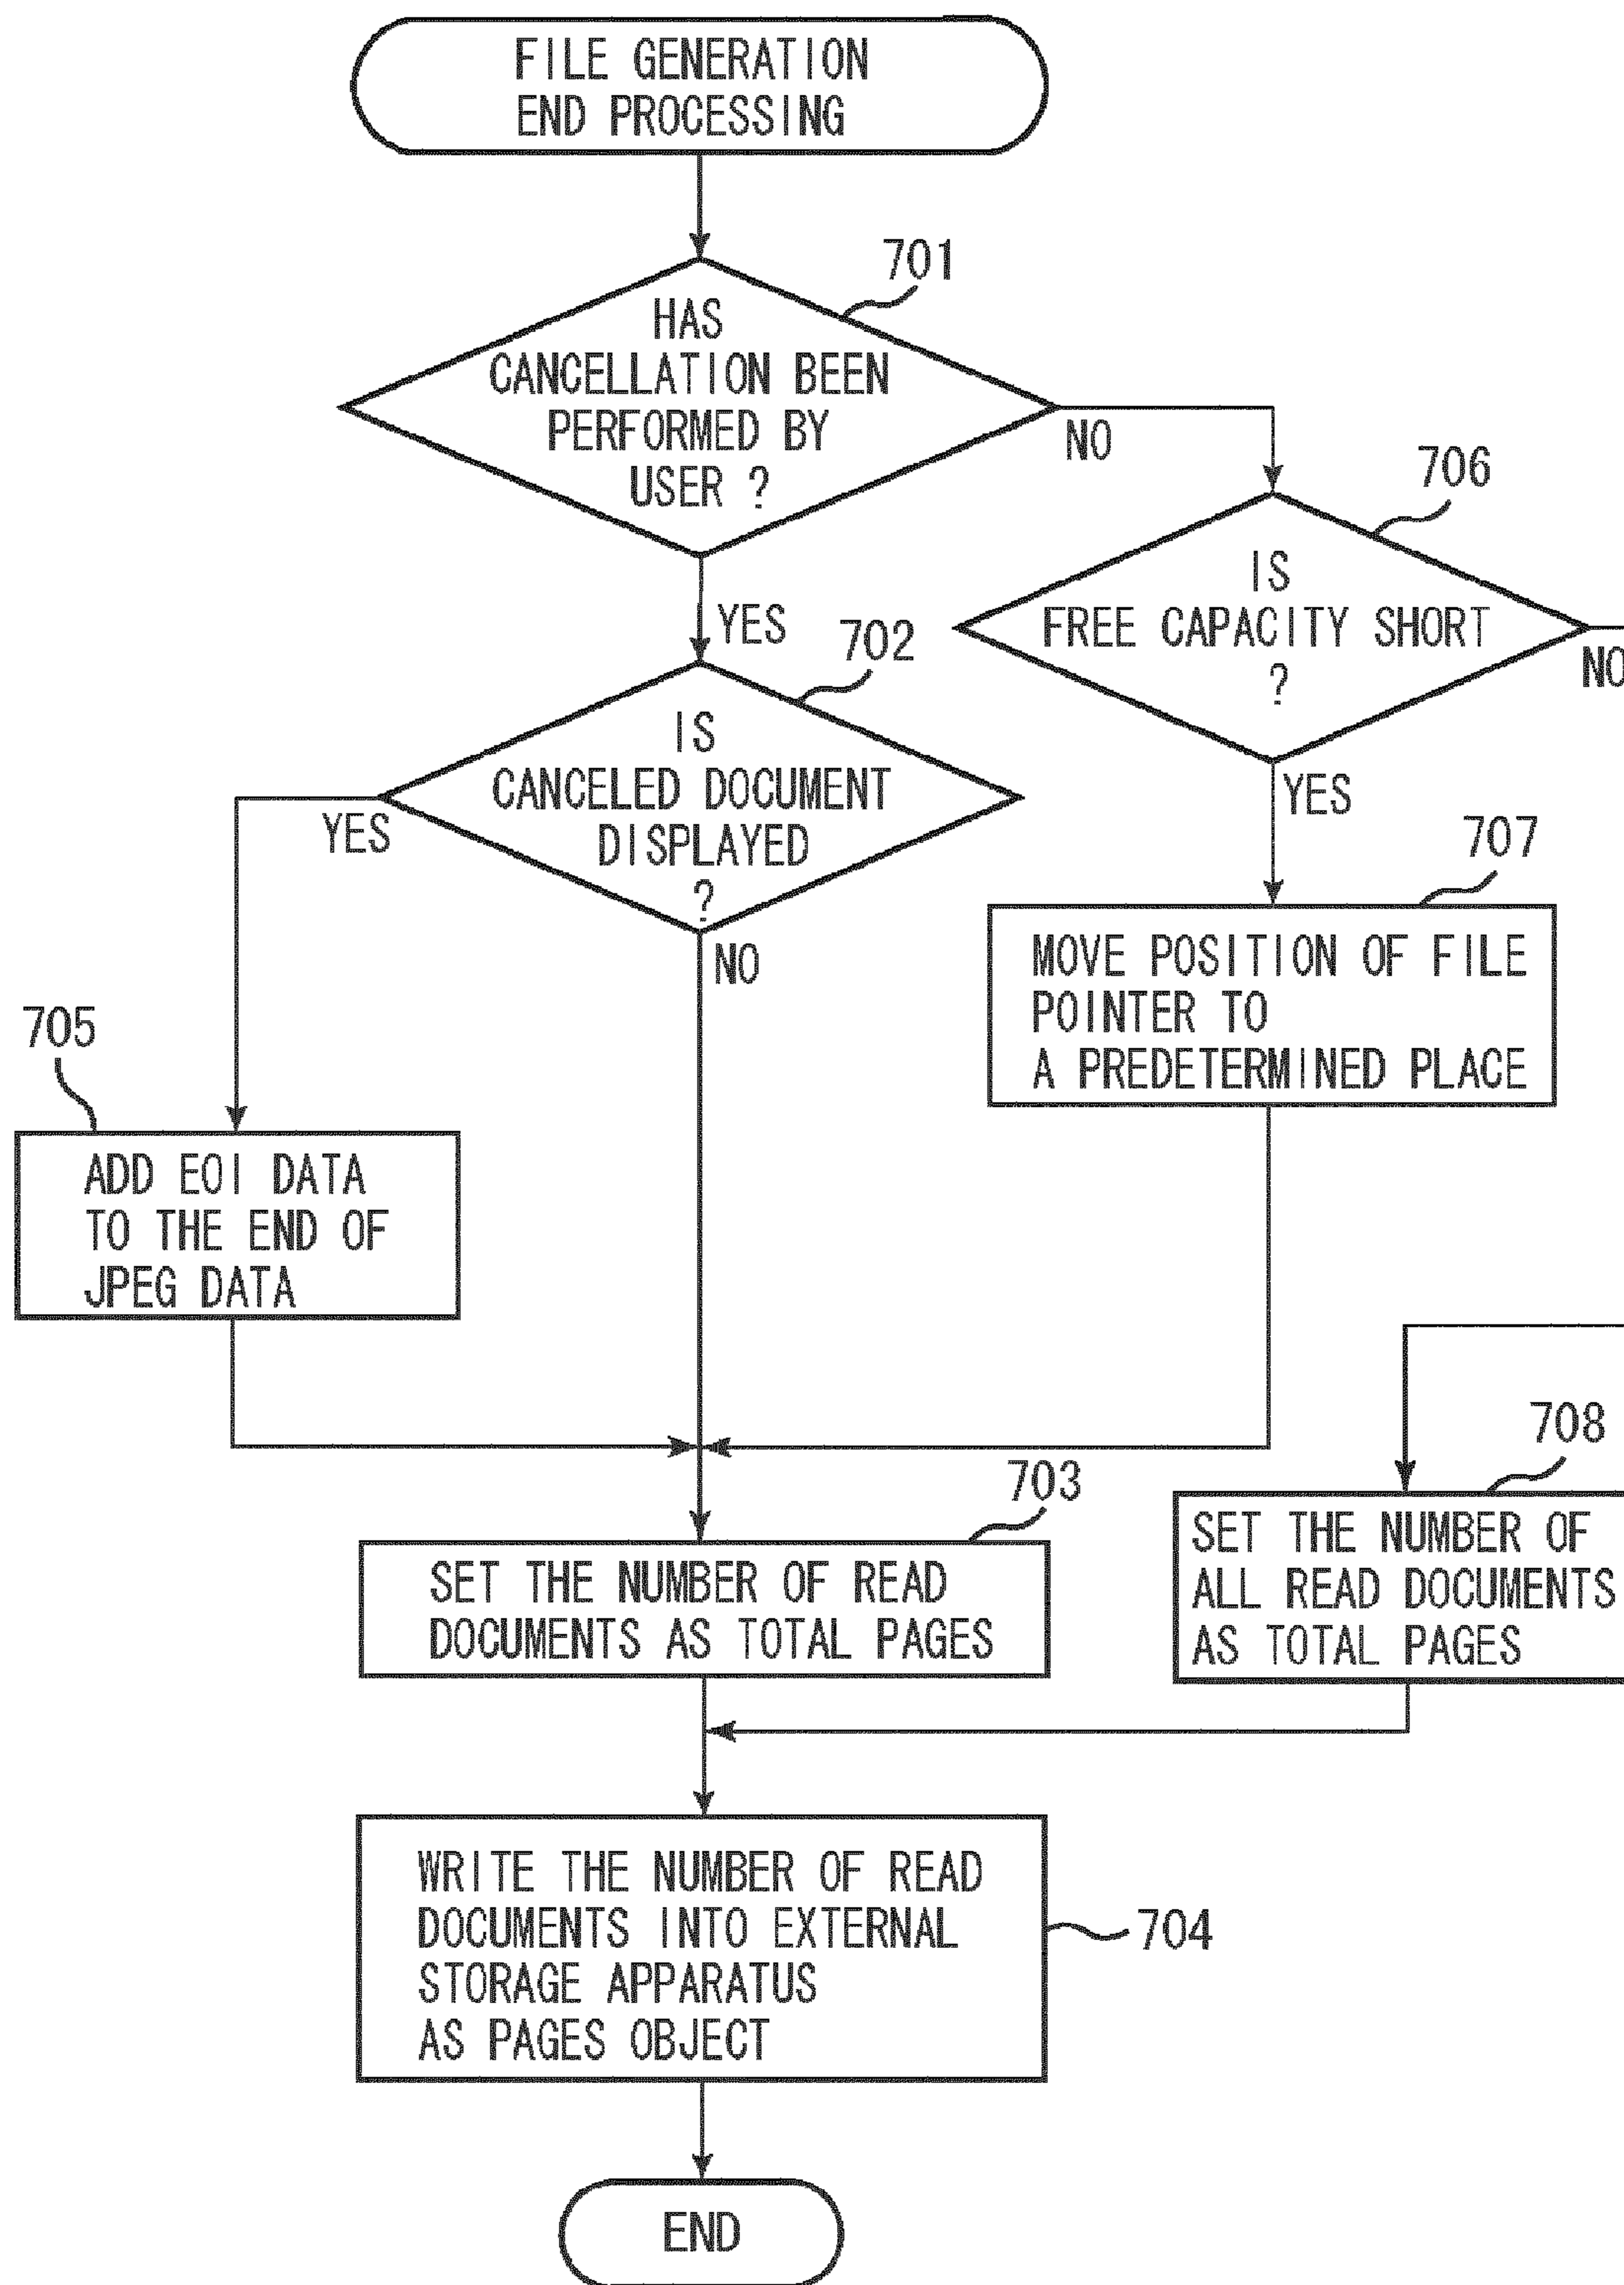 FILE GENERATION
END PROCESSING
701
HAS
CANCELLATION BEEN
PERFORMED BY
USER ?
NO
706
IS
FREE CAPACITY SHORT
?
NO
YES
702
IS
CANCELED DOCUMENT
DISPLAYED
?
YES
NO
YES
707
MOVE POSITION OF FILE
POINTER TO
A PREDETERMINED PLACE
705
ADD EOI DATA
TO THE END OF
JPEG DATA
708
703
SET THE NUMBER OF READ
DOCUMENTS AS TOTAL PAGES
SET THE NUMBER OF
ALL READ DOCUMENTS
AS TOTAL PAGES
WRITE THE NUMBER OF READ
DOCUMENTS INTO EXTERNAL
STORAGE APPARATUS
AS PAGES OBJECT
704
END